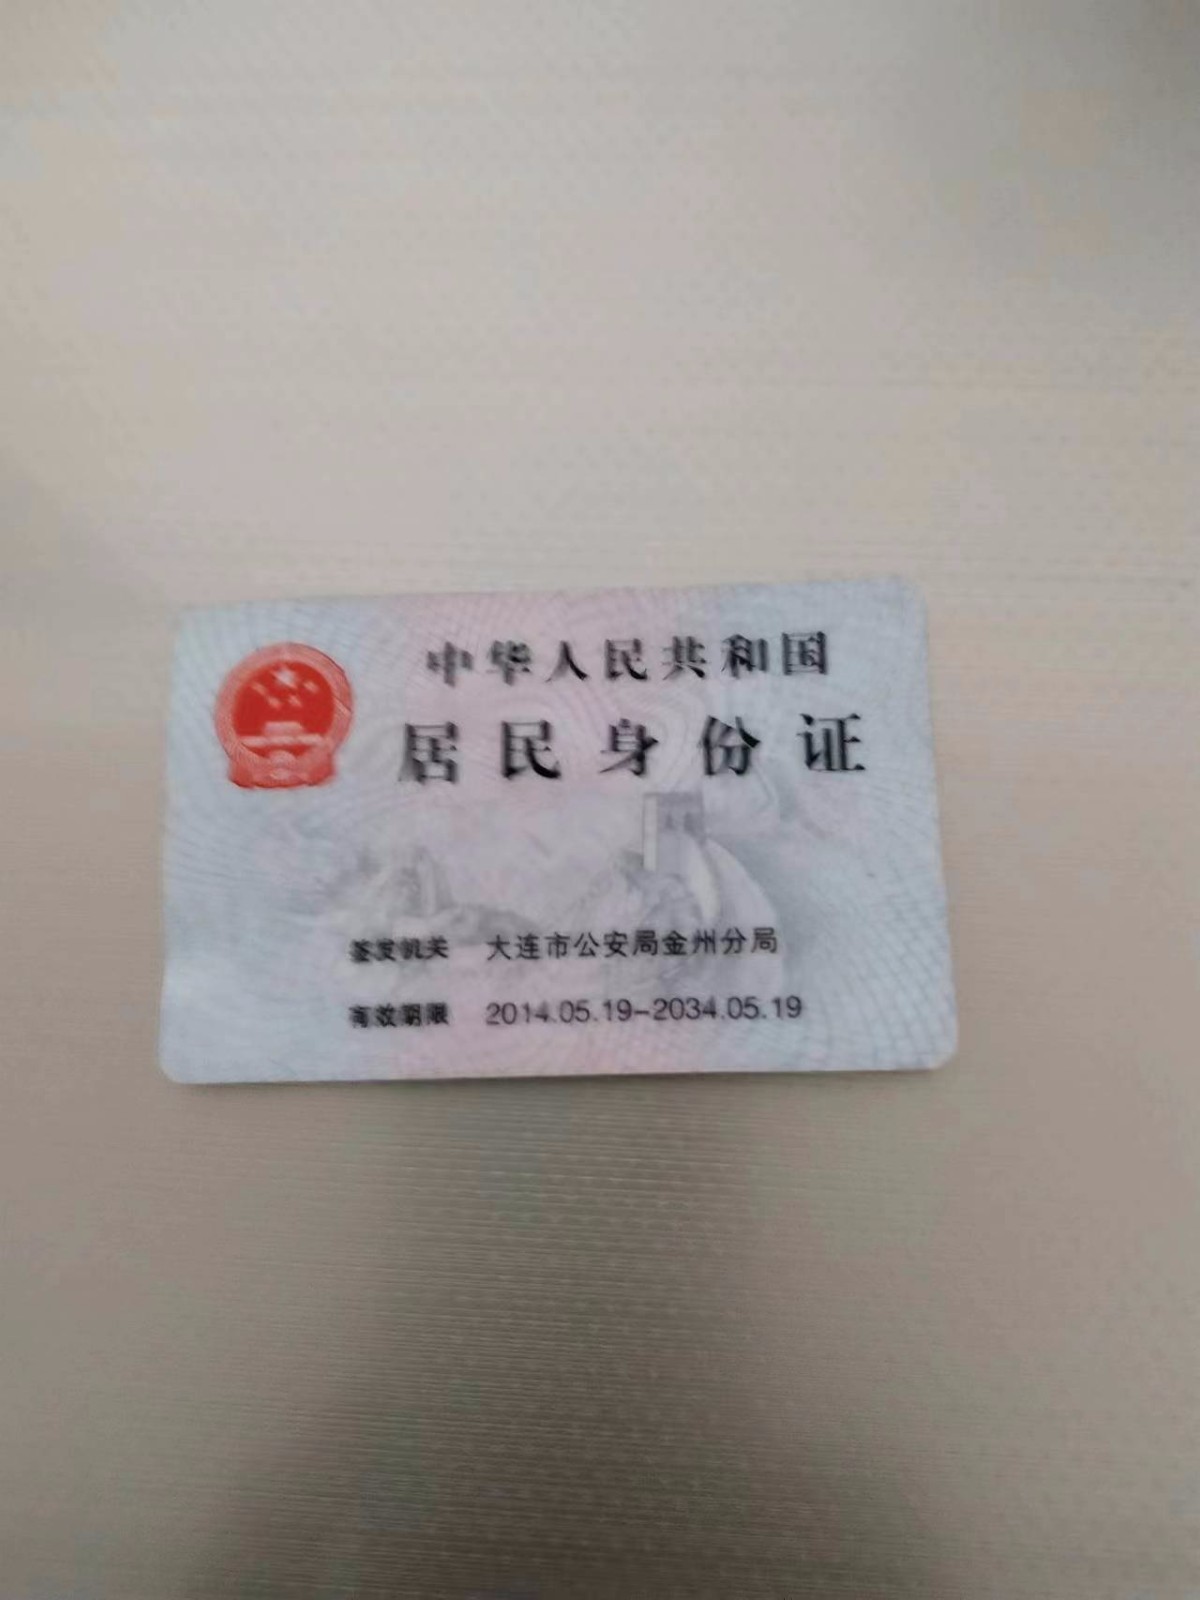 中华人民共和国
居民身份证
签发机关 大连市公安局金州分局
有效期限 2014.05.19-2034.05.19